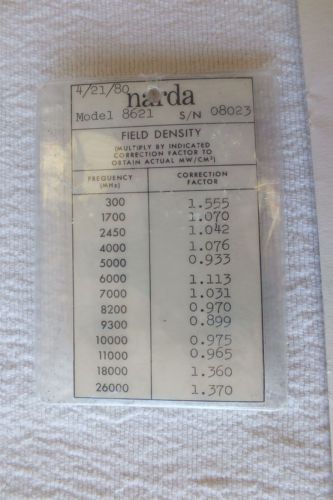 4/21/80 narda
Model 8621 S/N 08023
FIELD DENSITY
(MULTIPLY BY INDICATED
CORRECTION FACTOR TO
OBTAIN ACTUAL MW/CM²)
FREQUENCY CORRECTION
(MHz) FACTOR
300 1.555
1700 1.070
2450 1.042
4000 1.076
5000 0.933
6000 1.113
7000 1.031
8200 0.970
9300 0.899
10000 0.975
11000 0.965
18000 1.360
26000 1.370